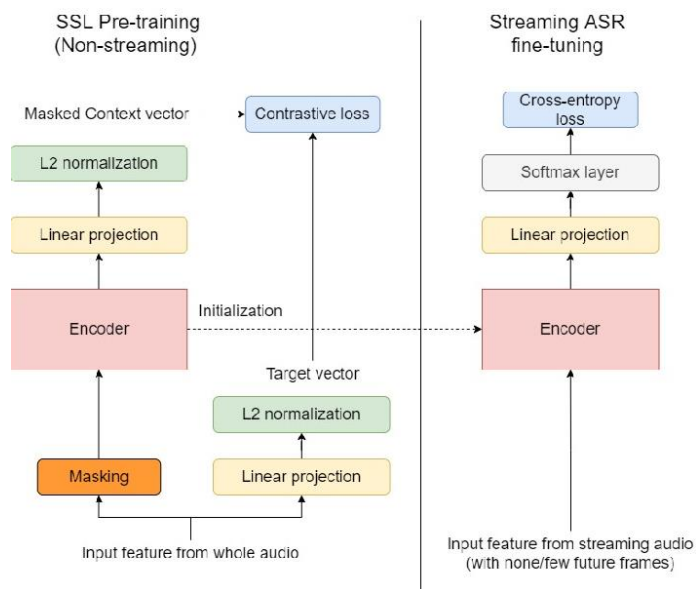 SSL Pre-training
(Non-streaming)
Masked Context vector
Contrastive loss
L2 normalization
Linear projection
Encoder
Initialization
Target vector
L2 normalization
Masking
Linear projection
Input feature from whole audio
Streaming ASR
fine-tuning
Cross-entropy
loss
Softmax layer
Linear projection
Encoder
Input feature from streaming audio
(with none/few future frames)